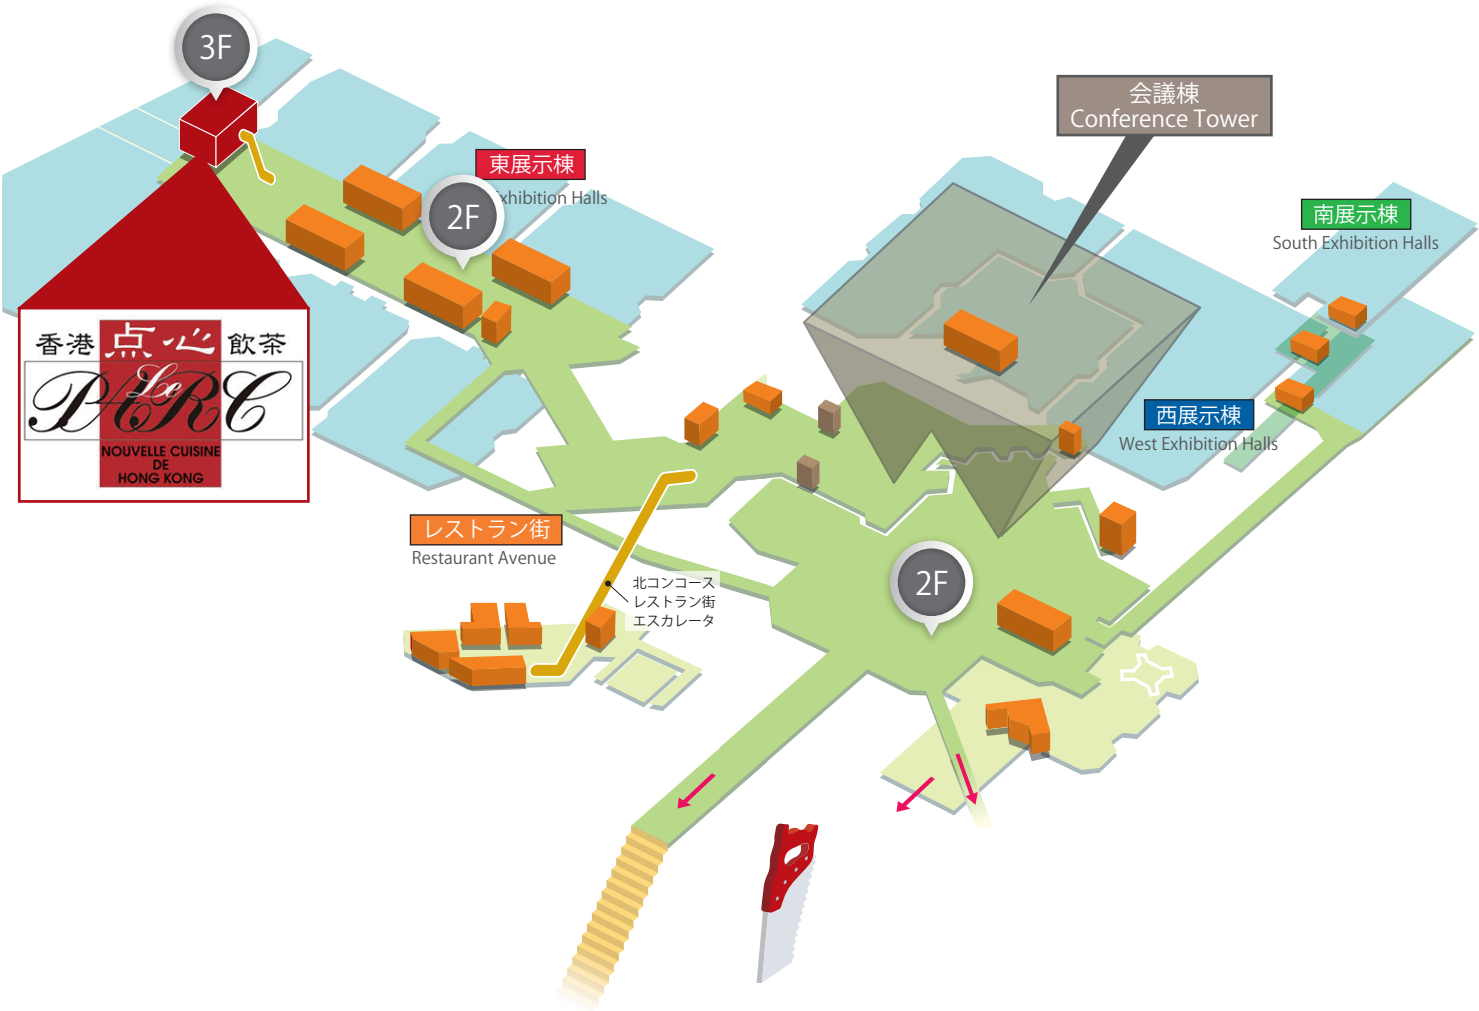 3F
会議棟
Conference Tower
東展示棟
xhibition Halls
2F
南展示棟
South Exhibition Halls
香港 点心 飲茶
Le
PARC
NOUVELLE CUISINE
DE
HONG KONG
西展示棟
West Exhibition Halls
レストラン街
Restaurant Avenue
北コンコース
レストラン街
エスカレータ
2F